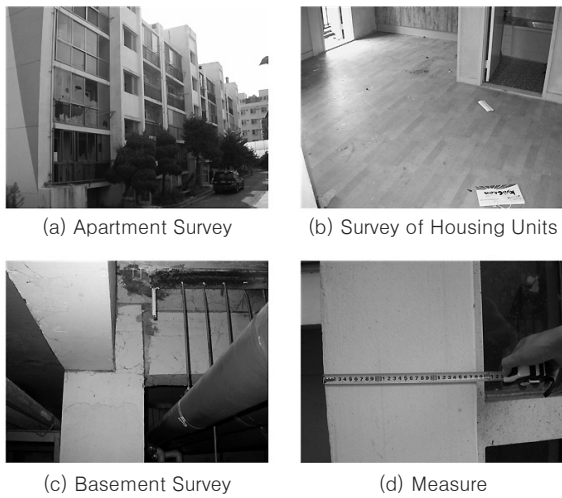 (a) Apartment Survey
(b) Survey of Housing Units
(c) Basement Survey
(d) Measure